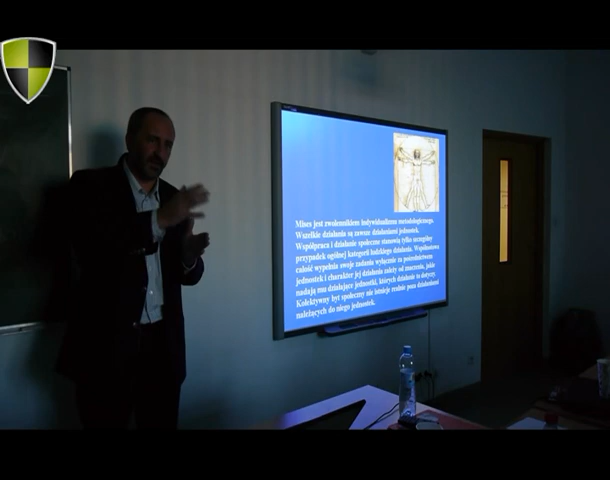 Mises jest zwolennikiem indywidualizmu metodologicznego.
Wszelkie działania są zawsze działaniami jednostek.
Współpraca i działanie społeczne stanowią tylko szczególny
przypadek ogólnej kategorii ludzkiego działania. Wspólnotowa
całość wypełnia swoje zadania wyłącznie za pośrednictwem
jednostek i charakter jej działania zależy od znaczenia, jakie
nadają mu działające jednostki, których działanie to dotyczy
Kolektywny byt społeczny nie istnieje realnie poza działaniami
należących do niego jednostek.